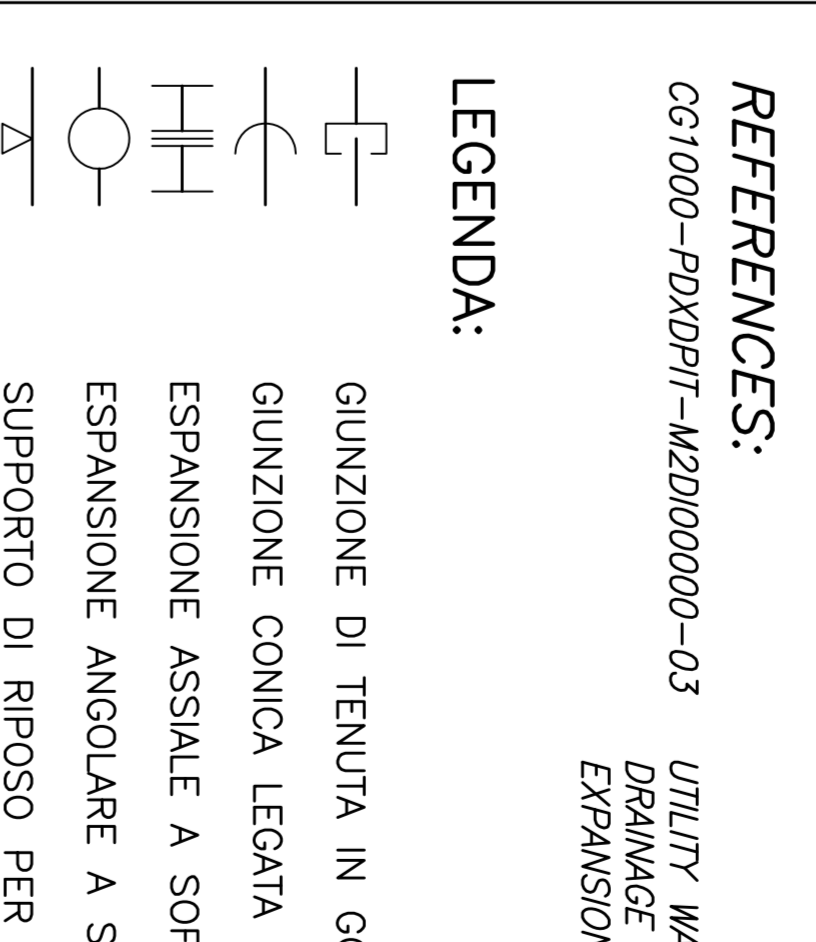 REFERENCES:
CG1000-PDXDPIT-M2DI00000-03 UTILITY
DRAINAGE
EXPANSION
LEGENDA:
GIUNZIONE DI TENUTA IN
GIUNZIONE CONICA LEGATA
ESPANSIONE ASSIALE A
ESPANSIONE ANGOLARE A
SUPPORTO DI RIPOSO PER